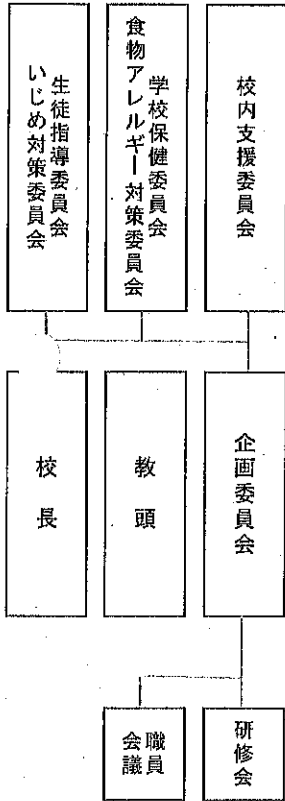 校内支援委員会
学校保健委員会
食物アレルギー対策委員会
生徒指導委員会
いじめ対策委員会
企画委員会
教頭
校長
研修会
職員
会議